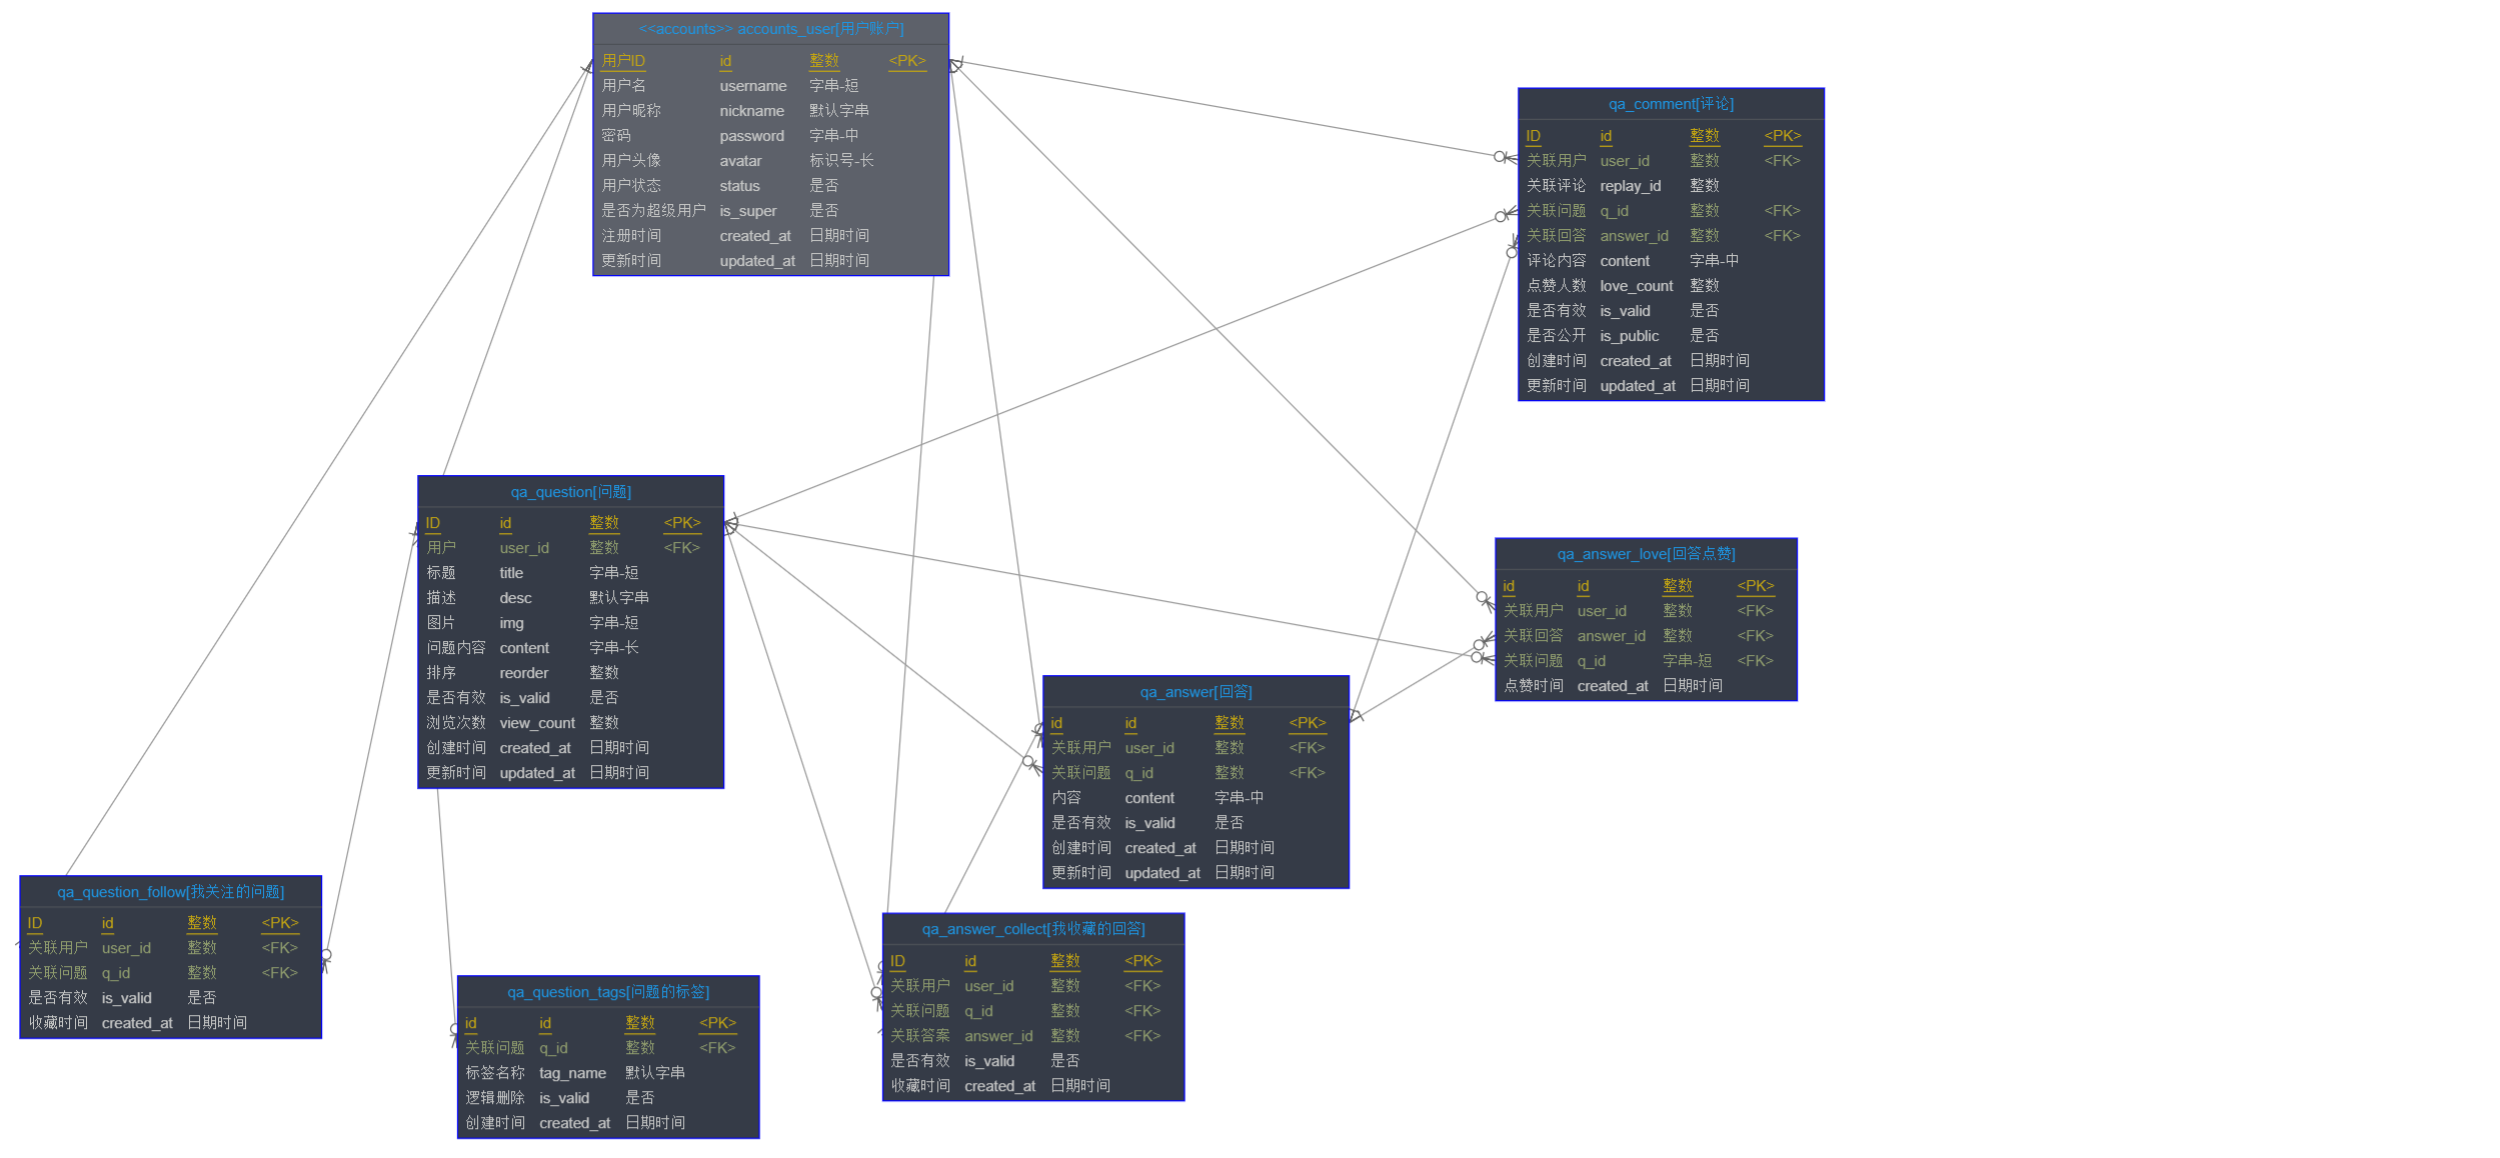 <<accounts>> accounts_user[用户账户]
用户ID id 整数 <PK>
用户名 username 字串-短
用户昵称 nickname 默认字串
密码 password 字串-中
用户头像 avatar 标识号-长
用户状态 status 是否
是否为超级用户 is_super 是否
注册时间 created_at 日期时间
更新时间 updated_at 日期时间
qa_comment[评论]
ID id 整数 <PK>
关联用户 user_id 整数 <FK>
关联评论 replay_id 整数
关联问题 q_id 整数 <FK>
关联回答 answer_id 整数 <FK>
评论内容 content 字串-中
点赞人数 love_count 整数
是否有效 is_valid 是否
是否公开 is_public 是否
创建时间 created_at 日期时间
更新时间 updated_at 日期时间
qa_question[问题]
ID id 整数 <PK>
用户 user_id 整数 <FK>
标题 title 字串-短
描述 desc 默认字串
图片 img 字串-短
问题内容 content 字串-长
排序 reorder 整数
是否有效 is_valid 是否
浏览次数 view_count 整数
创建时间 created_at 日期时间
更新时间 updated_at 日期时间
qa_answer_love[回答点赞]
id id 整数 <PK>
关联用户 user_id 整数 <FK>
关联回答 answer_id 整数 <FK>
关联问题 q_id 字串-短 <FK>
点赞时间 created_at 日期时间
qa_answer[回答]
id id 整数 <PK>
关联用户 user_id 整数 <FK>
关联问题 q_id 整数 <FK>
内容 content 字串-中
是否有效 is_valid 是否
创建时间 created_at 日期时间
更新时间 updated_at 日期时间
qa_question_follow[我关注的问题]
ID id 整数 <PK>
关联用户 user_id 整数 <FK>
关联问题 q_id 整数 <FK>
是否有效 is_valid 是否
收藏时间 created_at 日期时间
qa_answer_collect[我收藏的回答]
ID id 整数 <PK>
关联用户 user_id 整数 <FK>
关联问题 q_id 整数 <FK>
关联答案 answer_id 整数 <FK>
是否有效 is_valid 是否
收藏时间 created_at 日期时间
qa_question_tags[问题的标签]
id id 整数 <PK>
关联问题 q_id 整数 <FK>
标签名称 tag_name 默认字串
逻辑删除 is_valid 是否
创建时间 created_at 日期时间